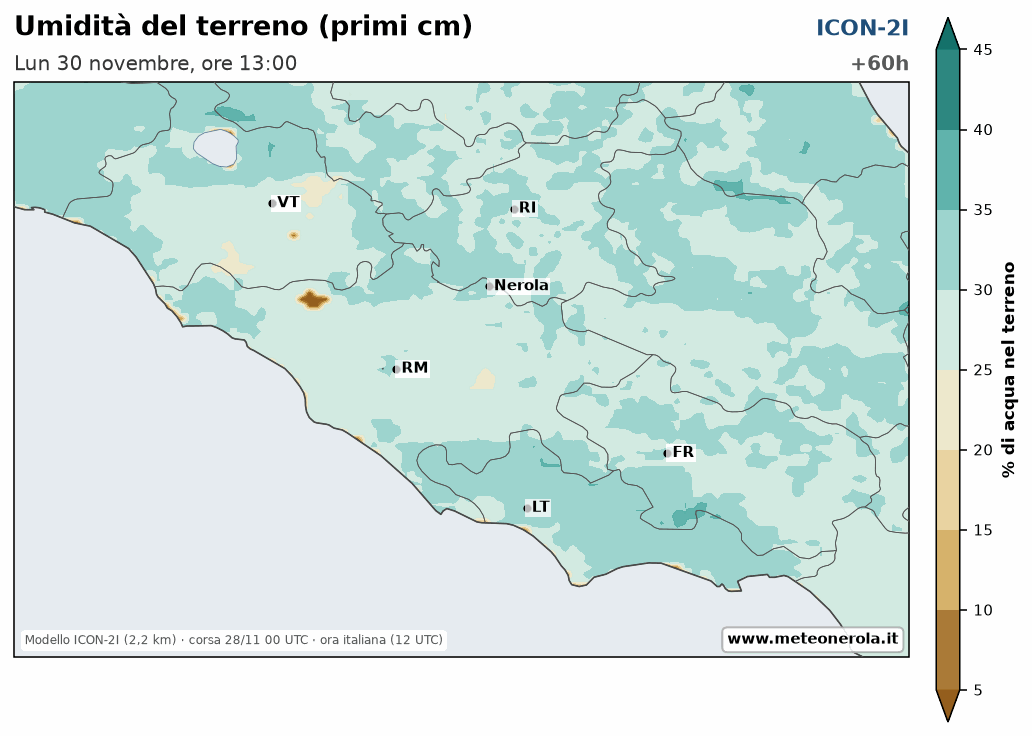 Umidità del terreno (primi cm)
ICON-2I
Lun 30 novembre, ore 13:00
+60h
VT
RI
Nerola
RM
FR
LT
Modello ICON-2I (2,2 km) · corsa 28/11 00 UTC · ora italiana (12 UTC)
www.meteonerola.it
45
40
35
30
25
20
15
10
5
% di acqua nel terreno